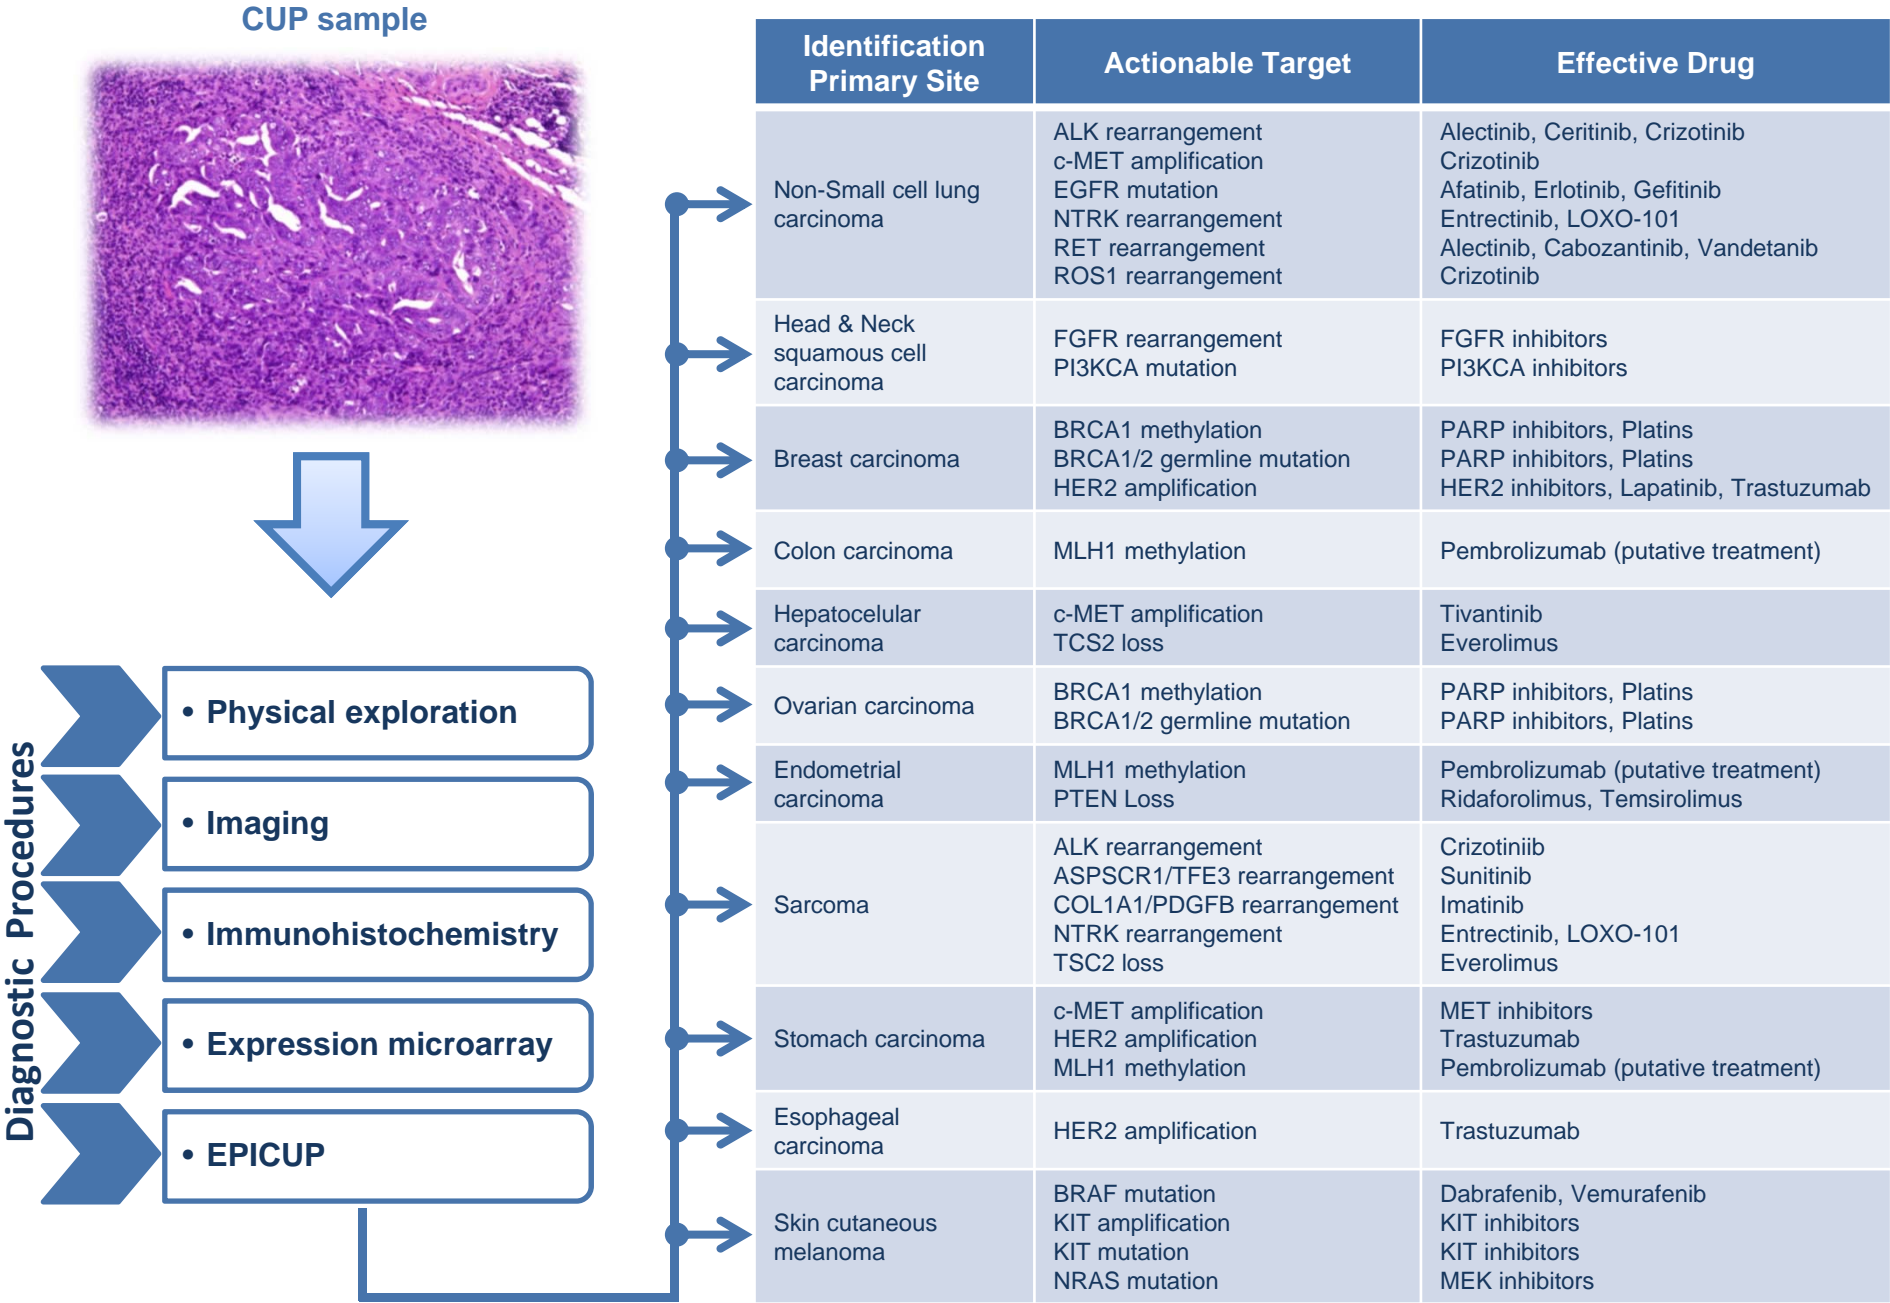 CUP sample
Diagnostic Procedures
• Physical exploration
• Imaging
• Immunohistochemistry
• Expression microarray
• EPICUP
Identification
Primary Site
Actionable Target
Effective Drug
Non-Small cell lung
carcinoma
ALK rearrangement
c-MET amplification
EGFR mutation
NTRK rearrangement
RET rearrangement
ROS1 rearrangement
Alectinib, Ceritinib, Crizotinib
Crizotinib
Afatinib, Erlotinib, Gefitinib
Entrectinib, LOXO-101
Alectinib, Cabozantinib, Vandetanib
Crizotinib
Head & Neck
squamous cell
carcinoma
FGFR rearrangement
PI3KCA mutation
FGFR inhibitors
PI3KCA inhibitors
Breast carcinoma
BRCA1 methylation
BRCA1/2 germline mutation
HER2 amplification
PARP inhibitors, Platins
PARP inhibitors, Platins
HER2 inhibitors, Lapatinib, Trastuzumab
Colon carcinoma
MLH1 methylation
Pembrolizumab (putative treatment)
Hepatocelular
carcinoma
c-MET amplification
TCS2 loss
Tivantinib
Everolimus
Ovarian carcinoma
BRCA1 methylation
BRCA1/2 germline mutation
PARP inhibitors, Platins
PARP inhibitors, Platins
Endometrial
carcinoma
MLH1 methylation
PTEN Loss
Pembrolizumab (putative treatment)
Ridaforolimus, Temsirolimus
Sarcoma
ALK rearrangement
ASPSCR1/TFE3 rearrangement
COL1A1/PDGFB rearrangement
NTRK rearrangement
TSC2 loss
Crizotiniib
Sunitinib
Imatinib
Entrectinib, LOXO-101
Everolimus
Stomach carcinoma
c-MET amplification
HER2 amplification
MLH1 methylation
MET inhibitors
Trastuzumab
Pembrolizumab (putative treatment)
Esophageal
carcinoma
HER2 amplification
Trastuzumab
Skin cutaneous
melanoma
BRAF mutation
KIT amplification
KIT mutation
NRAS mutation
Dabrafenib, Vemurafenib
KIT inhibitors
KIT inhibitors
MEK inhibitors